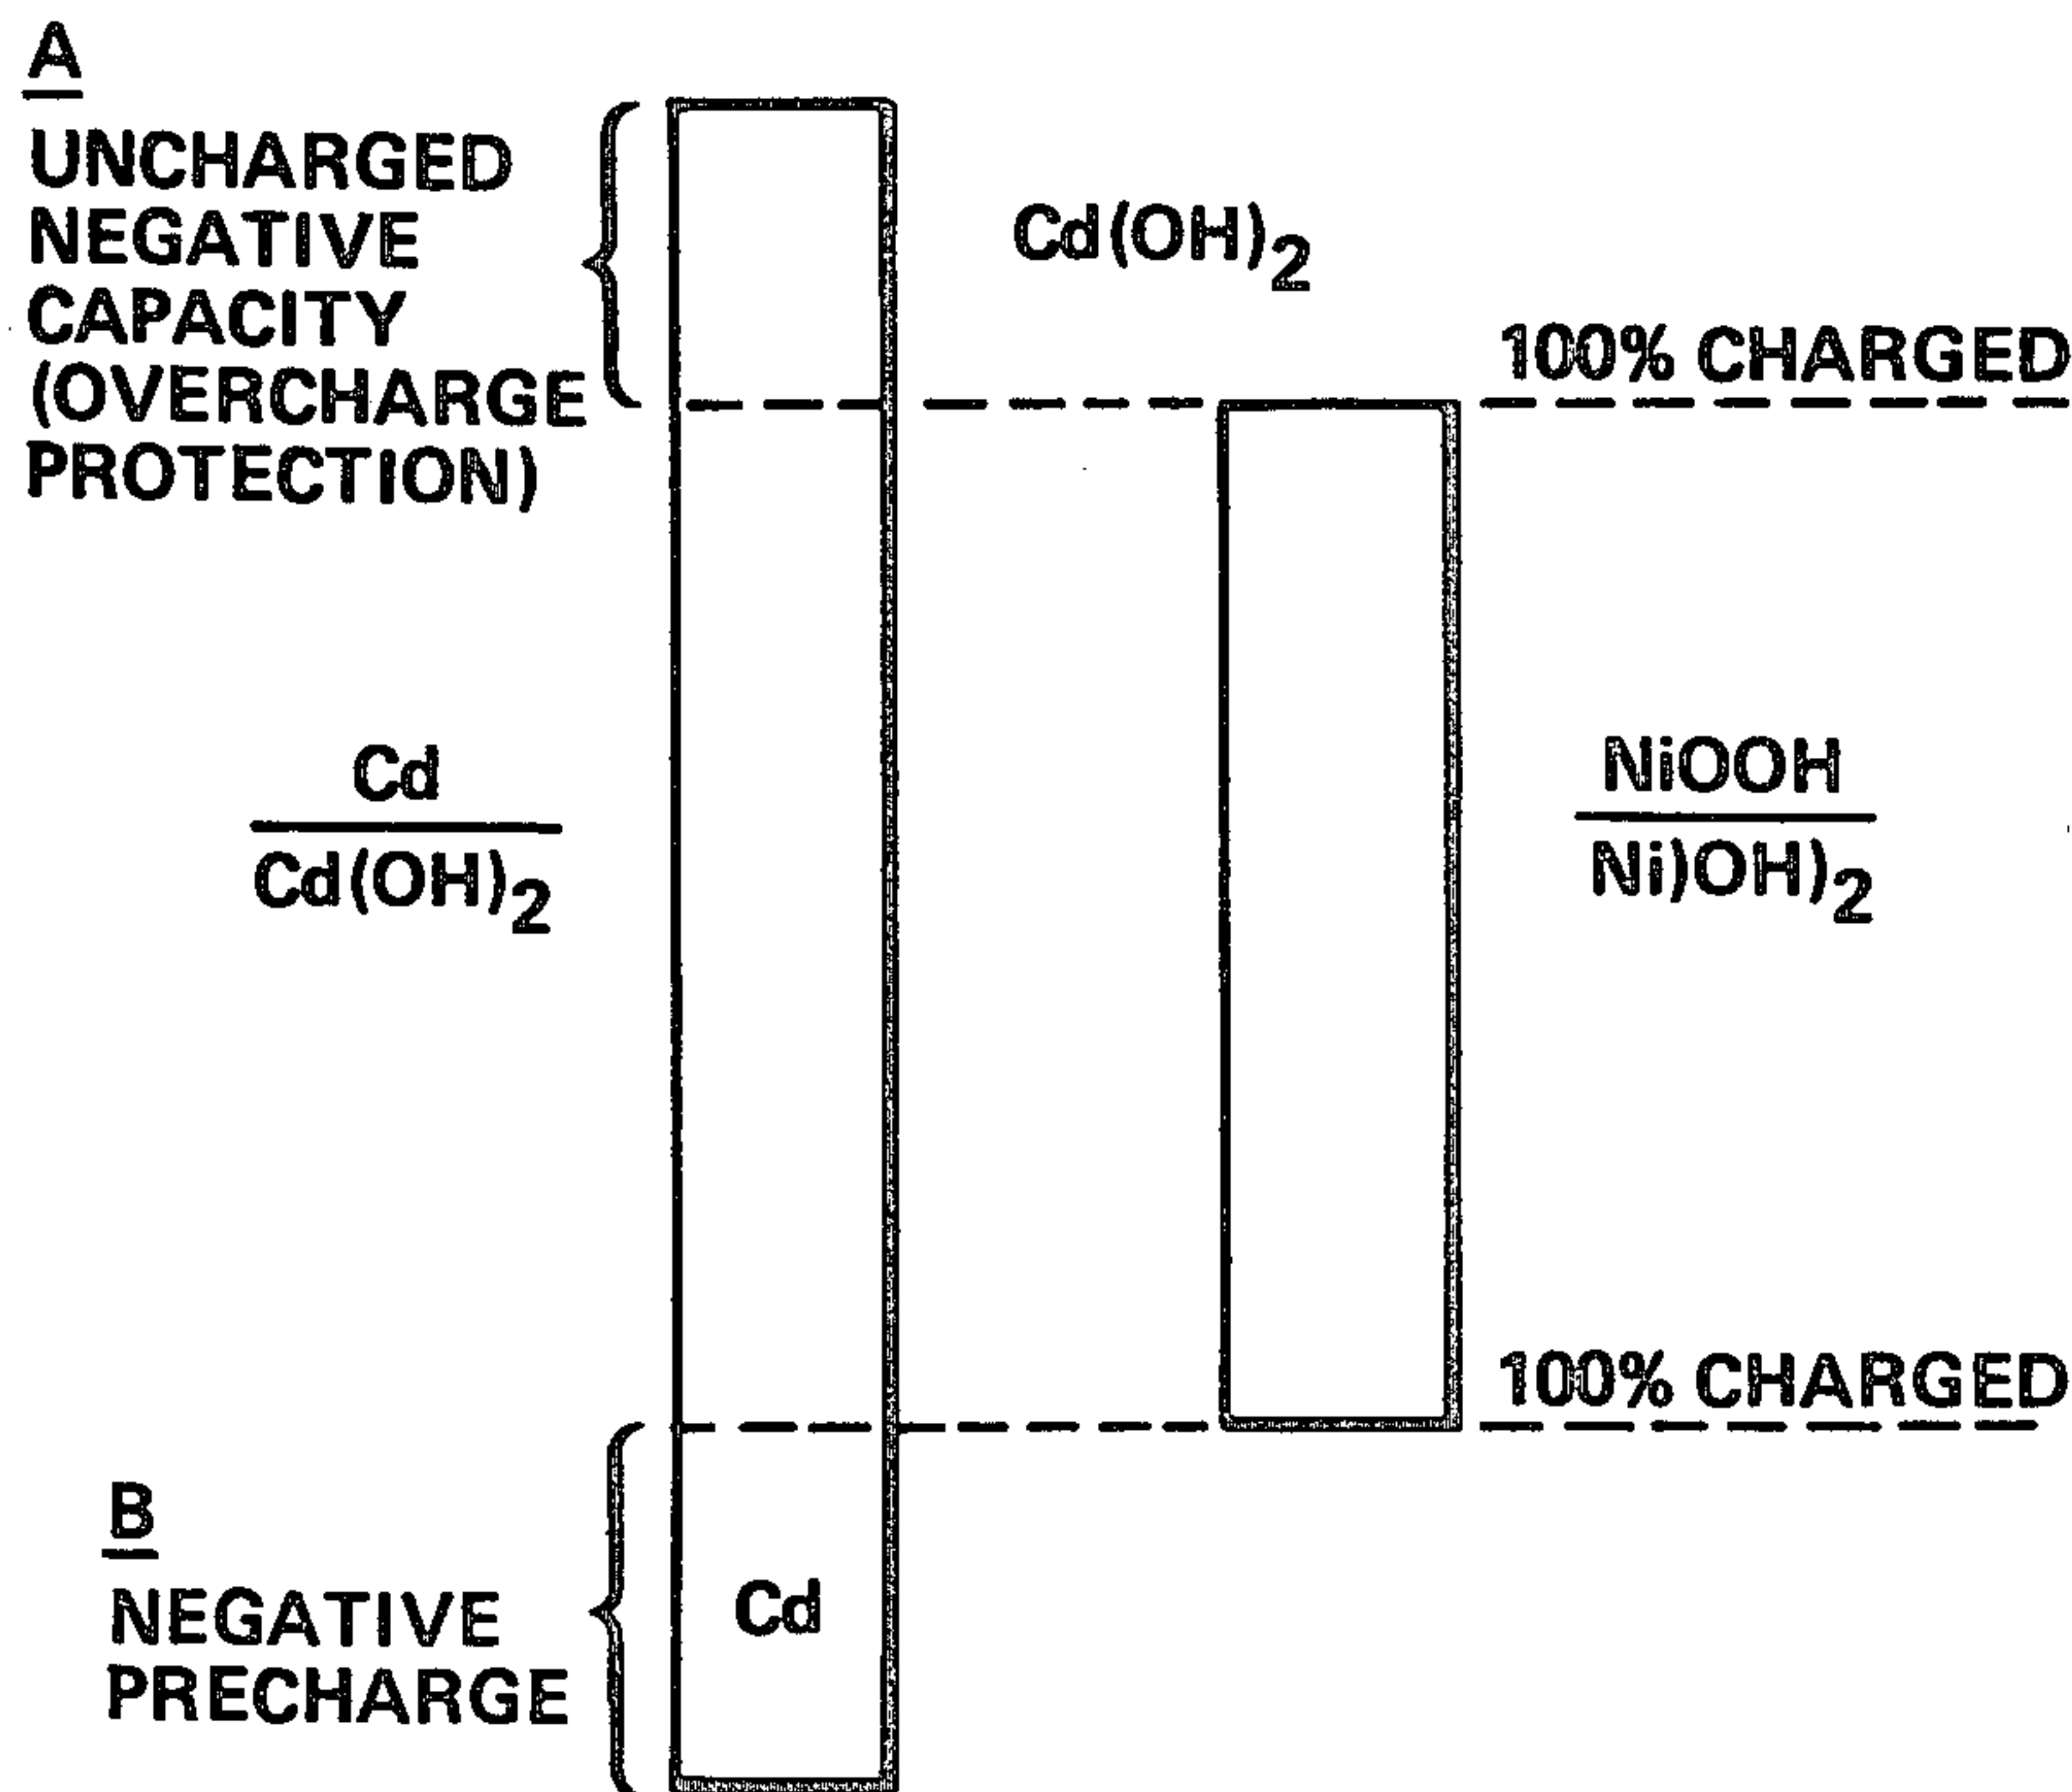 A
UNCHARGED
NEGATIVE
CAPACITY
(OVERCHARGE
PROTECTION)
Cd(OH)2
100% CHARGED
Cd
Cd(OH)2
NiOOH
Ni)OH)2
100% CHARGED
B
NEGATIVE
PRECHARGE
Cd